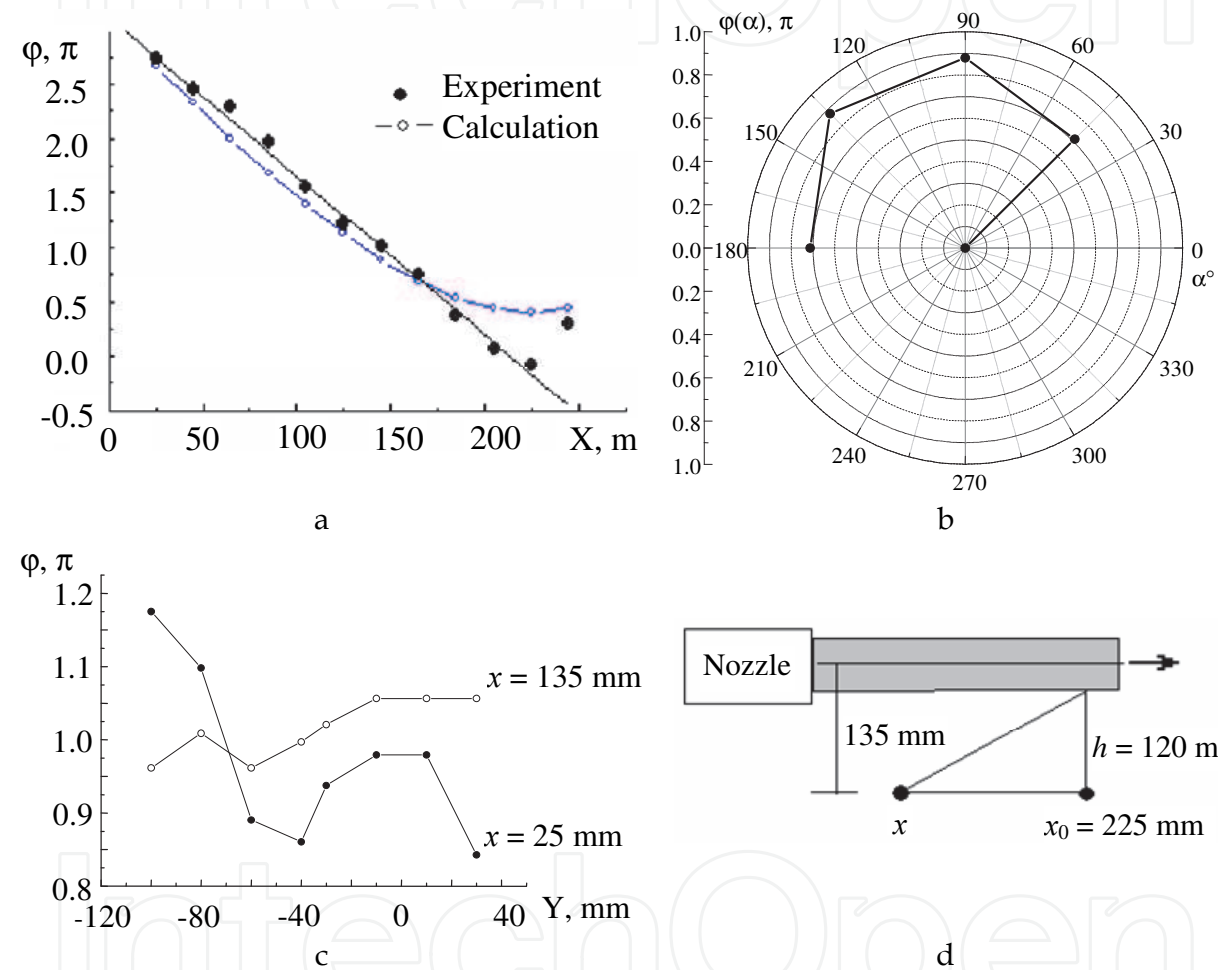 φ, π
2.5
2.0
1.5
1.0
0.5
0.0
-0.5
0 50 100 150 200 X, m
Experiment
Calculation
a
φ(α), π
1.0
0.8
0.6
0.4
0.2
0.0
0.2
0.4
0.6
0.8
1.0
90
120 60
150 30
180 0
α°
210 330
240 300
270
b
φ, π
1.2
1.1
1.0
0.9
0.8
-120 -80 -40 0 40 Y, mm
x = 135 mm
x = 25 mm
c
Nozzle
135 mm
h = 120 m
x
x0 = 225 mm
d
IntechOpen